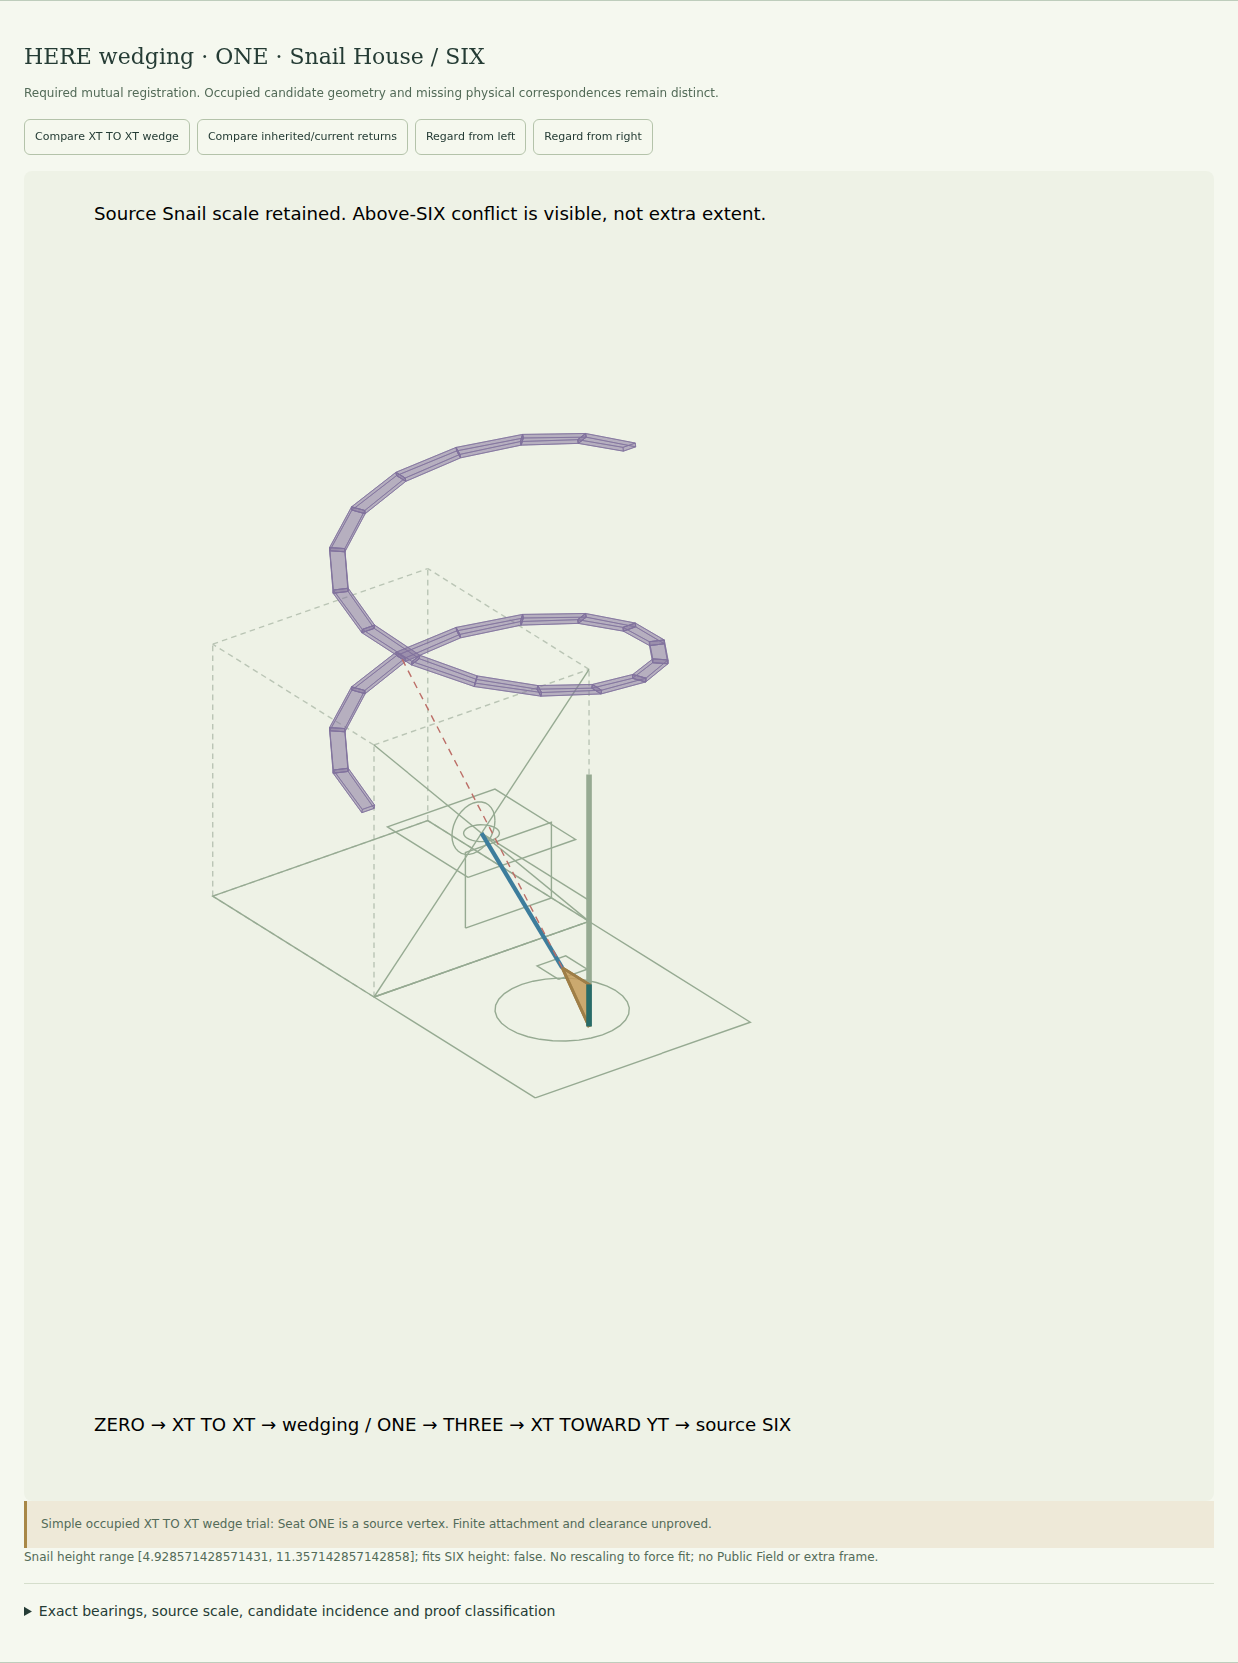 HERE wedging · ONE · Snail House / SIX
Required mutual registration. Occupied candidate geometry and missing physical correspondences remain distinct.
Compare XT TO XT wedge
Compare inherited/current returns
Regard from left
Regard from right
Source Snail scale retained. Above-SIX conflict is visible, not extra extent.
ZERO → XT TO XT → wedging / ONE → THREE → XT TOWARD YT → source SIX
Simple occupied XT TO XT wedge trial: Seat ONE is a source vertex. Finite attachment and clearance unproved.
Snail height range [4.928571428571431, 11.357142857142858]; fits SIX height: false. No rescaling to force fit; no Public Field or extra frame.
▶ Exact bearings, source scale, candidate incidence and proof classification